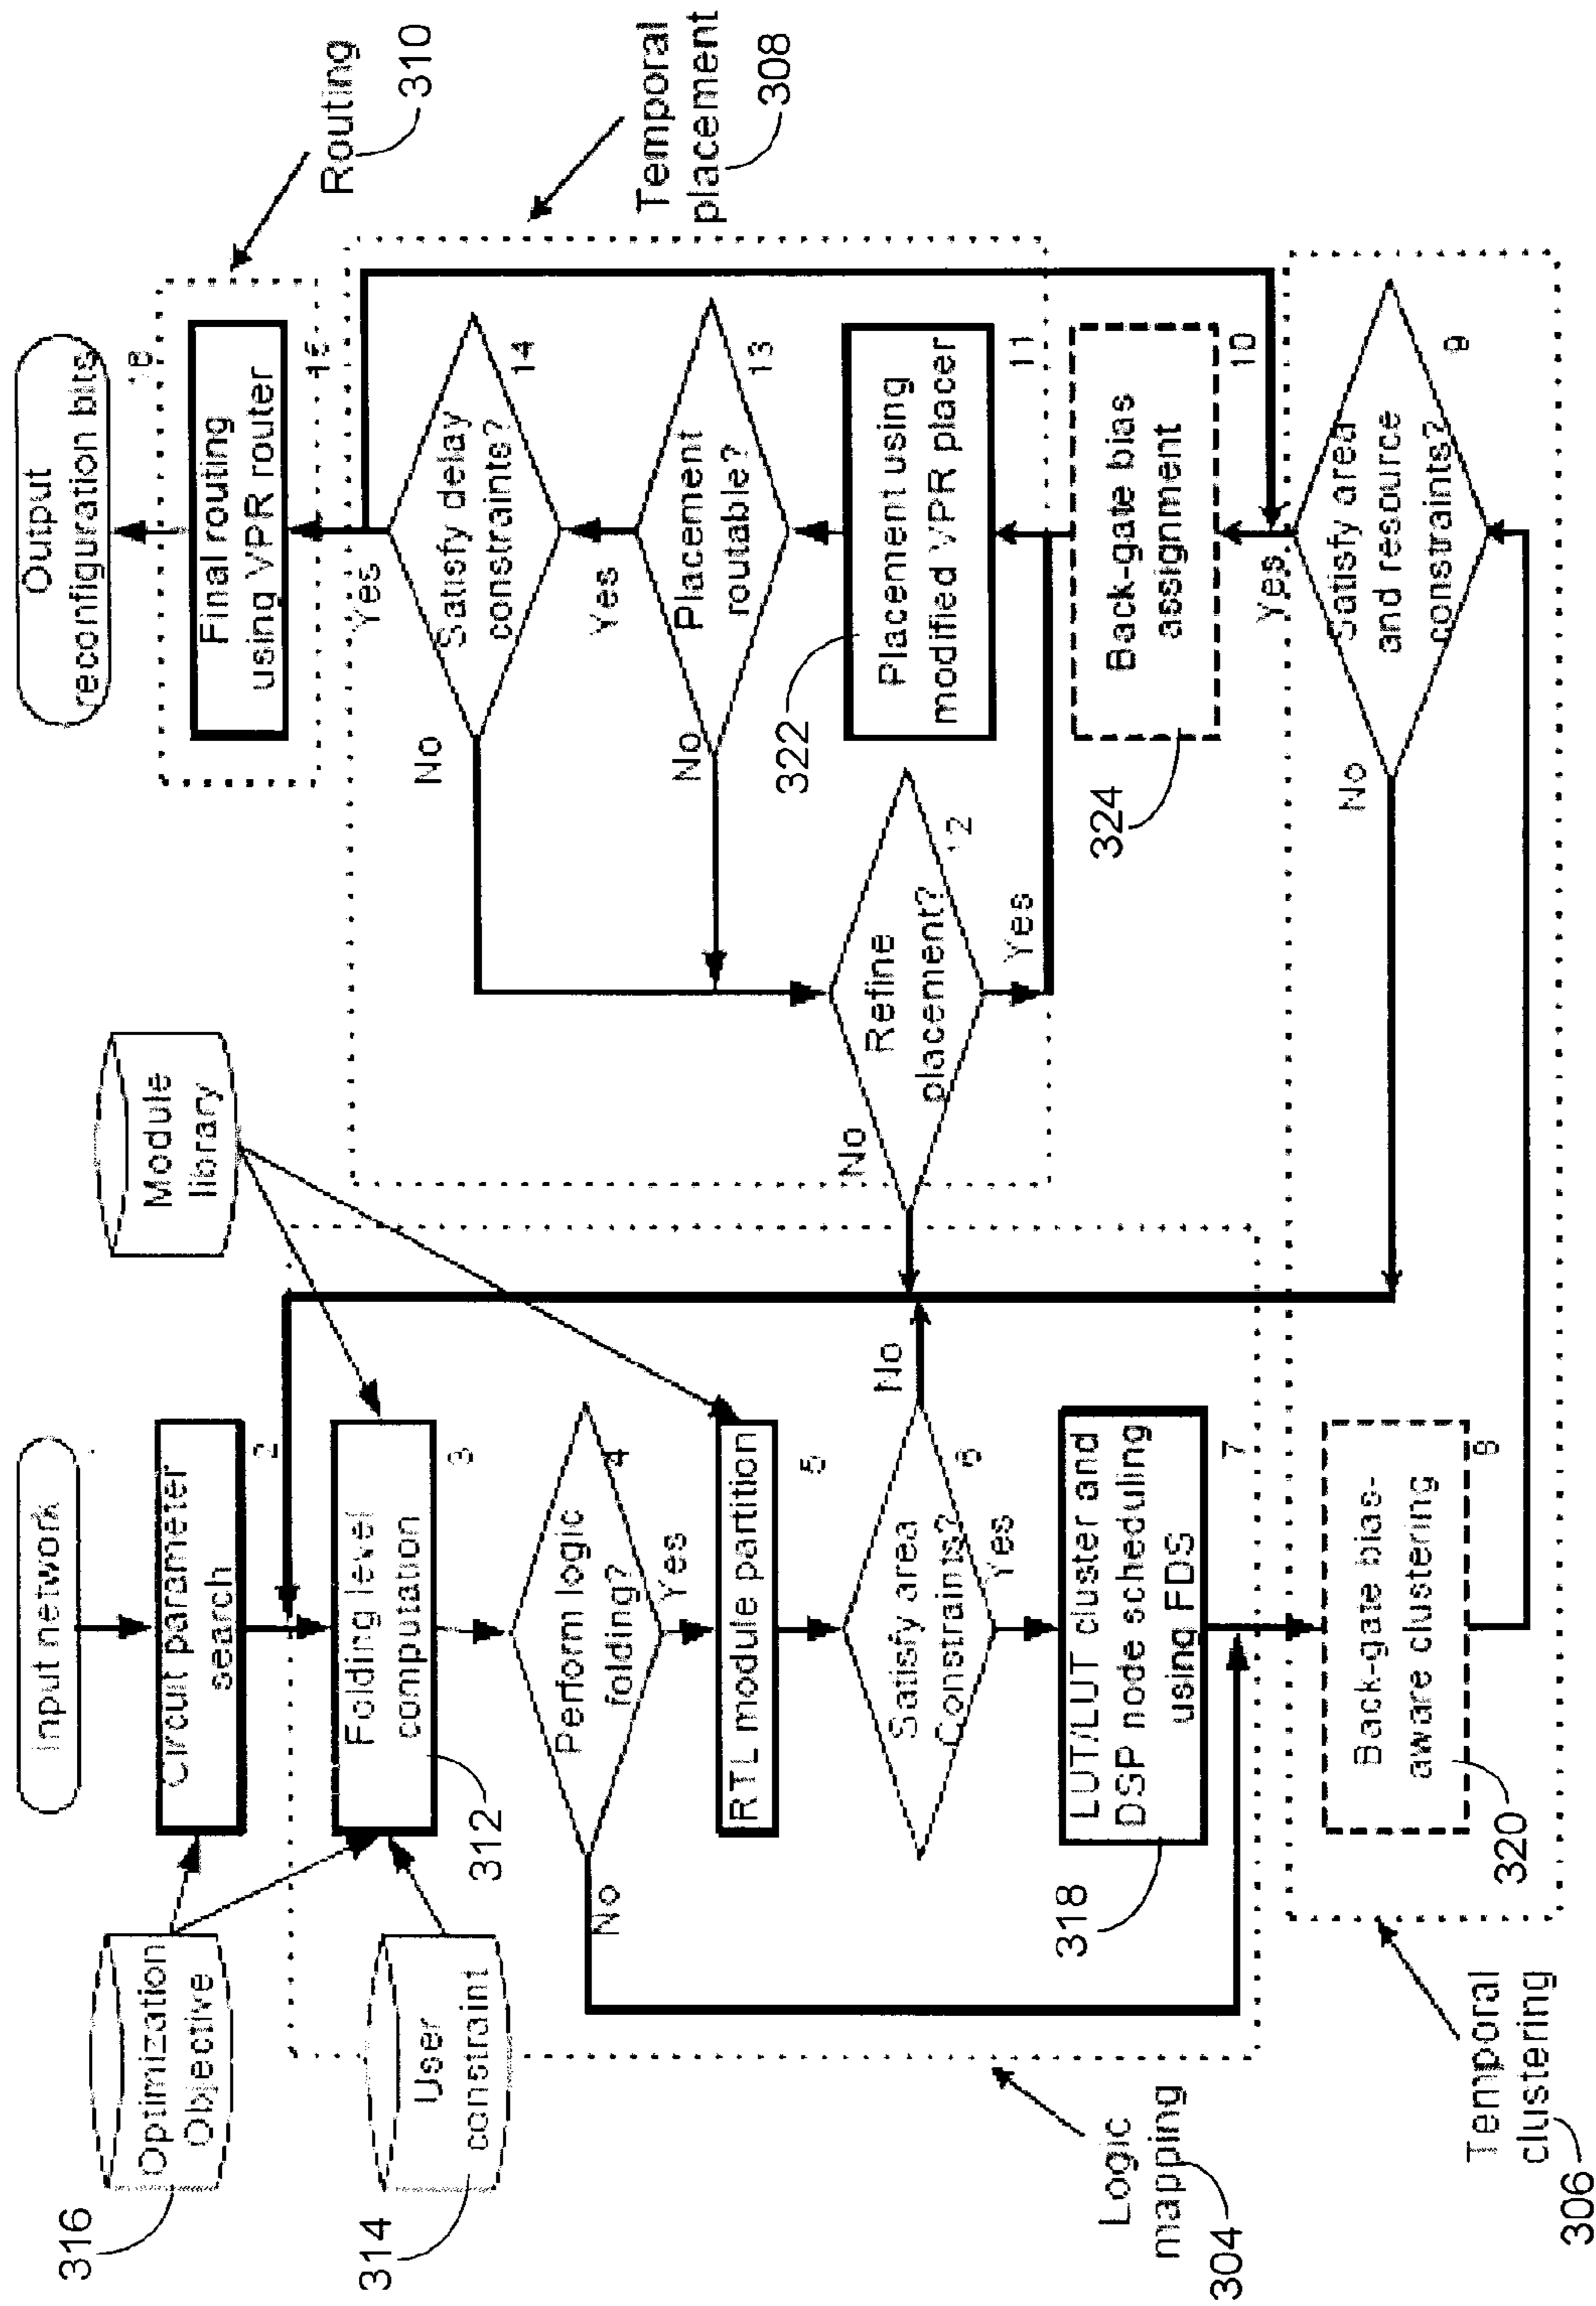 Input network
Circuit parameter
search
2
Optimization
Objective
316
Module
library
Folding level
computation
3
312
User
constraint
314
Perform logic
folding?
4
No
Yes
RTL module partition
5
Satisfy area
Constraints?
6
No
Yes
LUT/LUT cluster and
DSP node scheduling
using FDS
7
318
Logic
mapping
304
Back-gate bias-
aware clustering
8
320
Temporal
clustering
306
Output
reconfiguration bits
16
Final routing
using VPR router
15
Routing
310
Yes
Satisfy delay
constraints?
14
No
Yes
Placement
routable?
13
No
Temporal
placement
308
Placement using
modified VPR placer
11
322
Refine
placement?
12
No
Yes
Back-gate bias
assignment
10
324
Yes
Satisfy area
and resource
constraints?
9
No